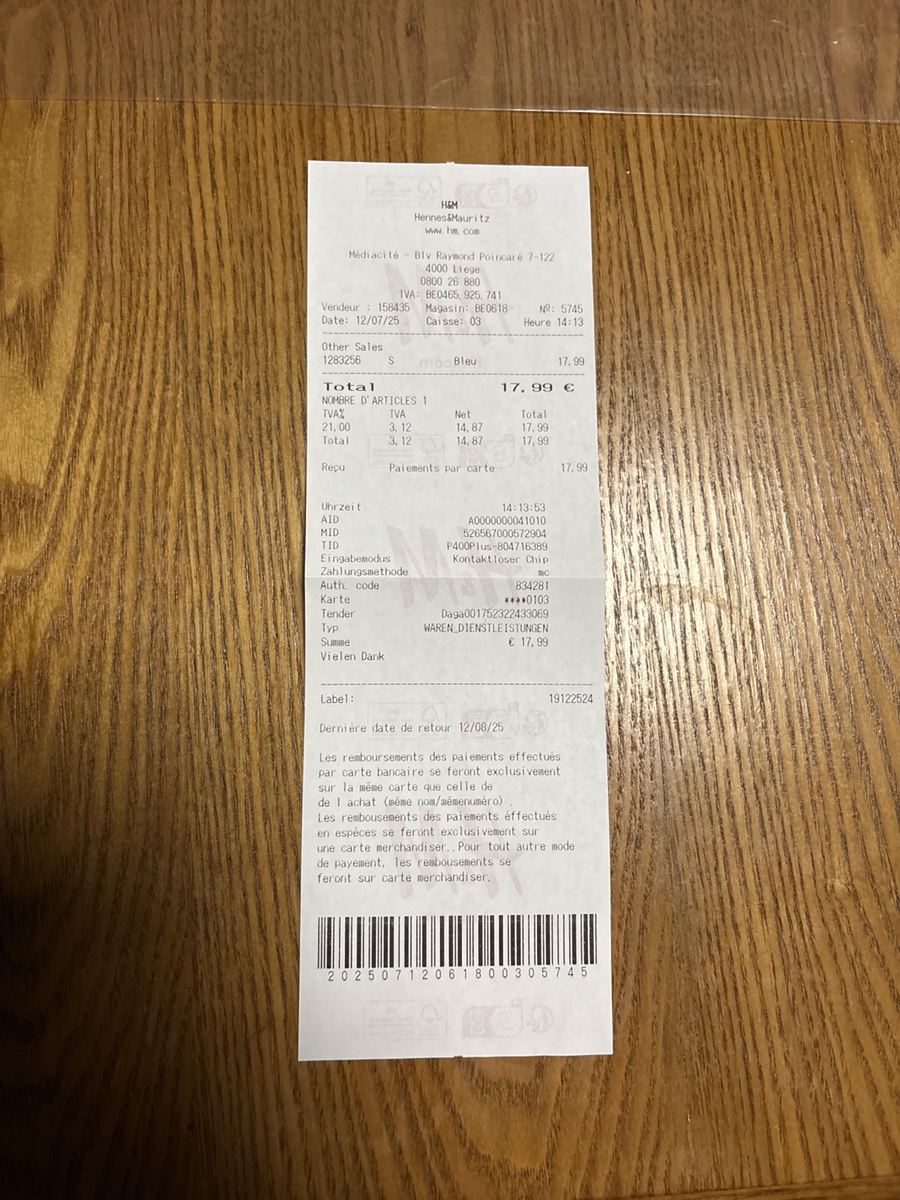 H&M
Hennes&Mauritz
www.hm.com
Médiacité - Blv Raymond Poincaré 7-122
4000 Liege
0800 26 880
TVA: BE0465.925.741
Vendeur : 158435 Magasin: BE0618 Nº: 5745
Date: 12/07/25 Caisse: 03 Heure 14:13
Other Sales
1283256 S Bleu 17,99
Total 17,99 €
NOMBRE D'ARTICLES 1
TVA% TVA Net Total
21,00 3,12 14,87 17,99
Total 3,12 14,87 17,99
Reçu Paiements par carte 17,99
Uhrzeit 14:13:53
AID A0000000041010
MID 526567000572904
TID P400Plus-804716389
Eingabemodus Kontaktloser Chip
Zahlungsmethode mc
Auth. code 834281
Karte ****0103
Tender Daga001752322433069
Typ WAREN_DIENSTLEISTUNGEN
Summe € 17,99
Vielen Dank
Label: 19122524
Dernière date de retour 12/08/25
Les remboursements des paiements effectués
par carte bancaire se feront exclusivement
sur la même carte que celle de
de l achat (même nom/mêmenuméro) .
Les rembousements des paiements éffectués
en espèces se feront exclusivement sur
une carte merchandiser..Pour tout autre mode
de payement, les rembousements se
feront sur carte merchandiser.
2025071206180030574​5